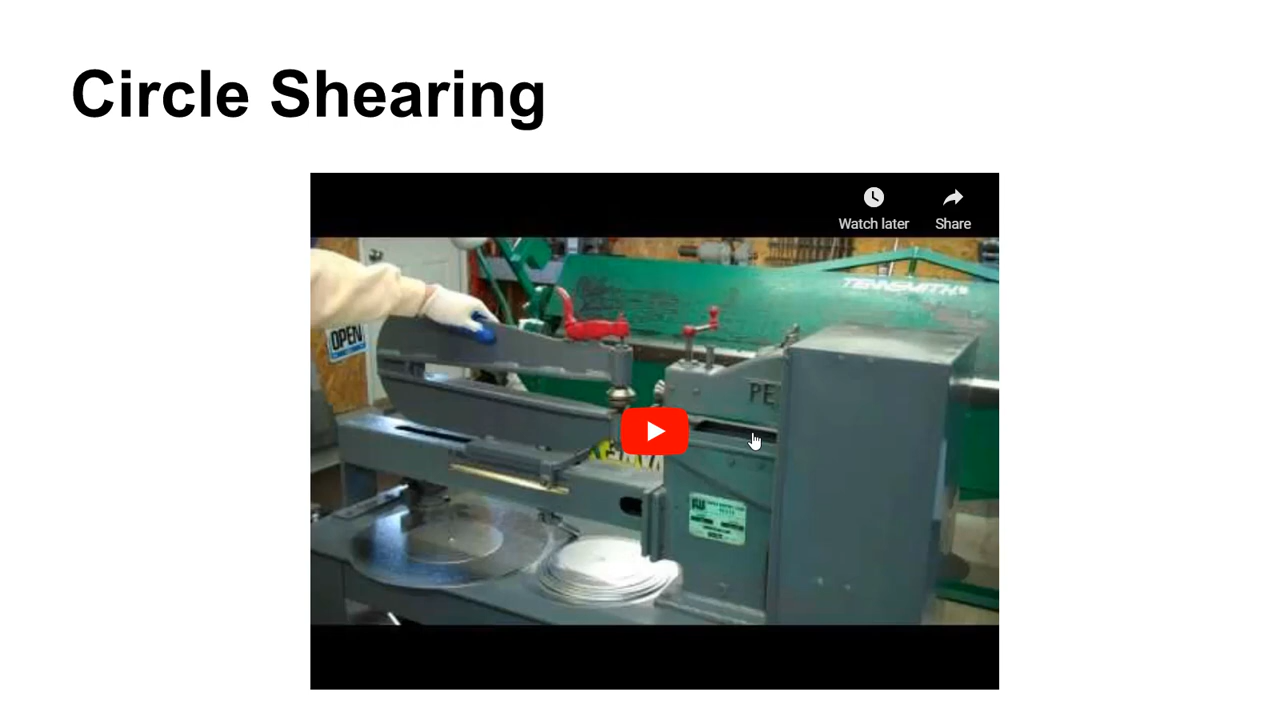 Circle Shearing
Watch later
Share
TENNSMITH
OPEN
PE